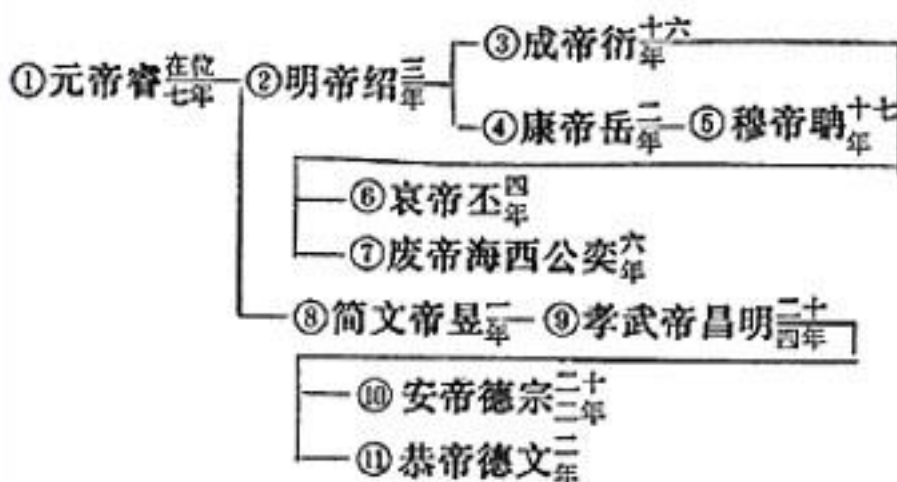 ①元帝睿在位七年 ②明帝绍三年 ③成帝衍十六年
④康帝岳二年 ⑤穆帝聃十七年
⑥哀帝丕四年
⑦废帝海西公奕六年
⑧简文帝昱二年 ⑨孝武帝昌明二十四年
⑩安帝德宗二十二年
⑪恭帝德文二年